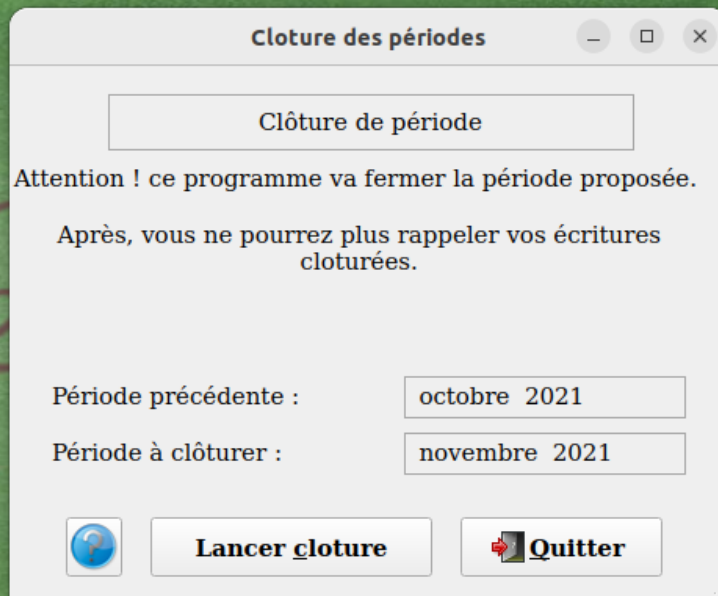 Cloture des périodes
Clôture de période
Attention ! ce programme va fermer la période proposée.
Après, vous ne pourrez plus rappeler vos écritures
cloturées.
Période précédente : octobre 2021
Période à clôturer : novembre 2021
Lancer cloture Quitter